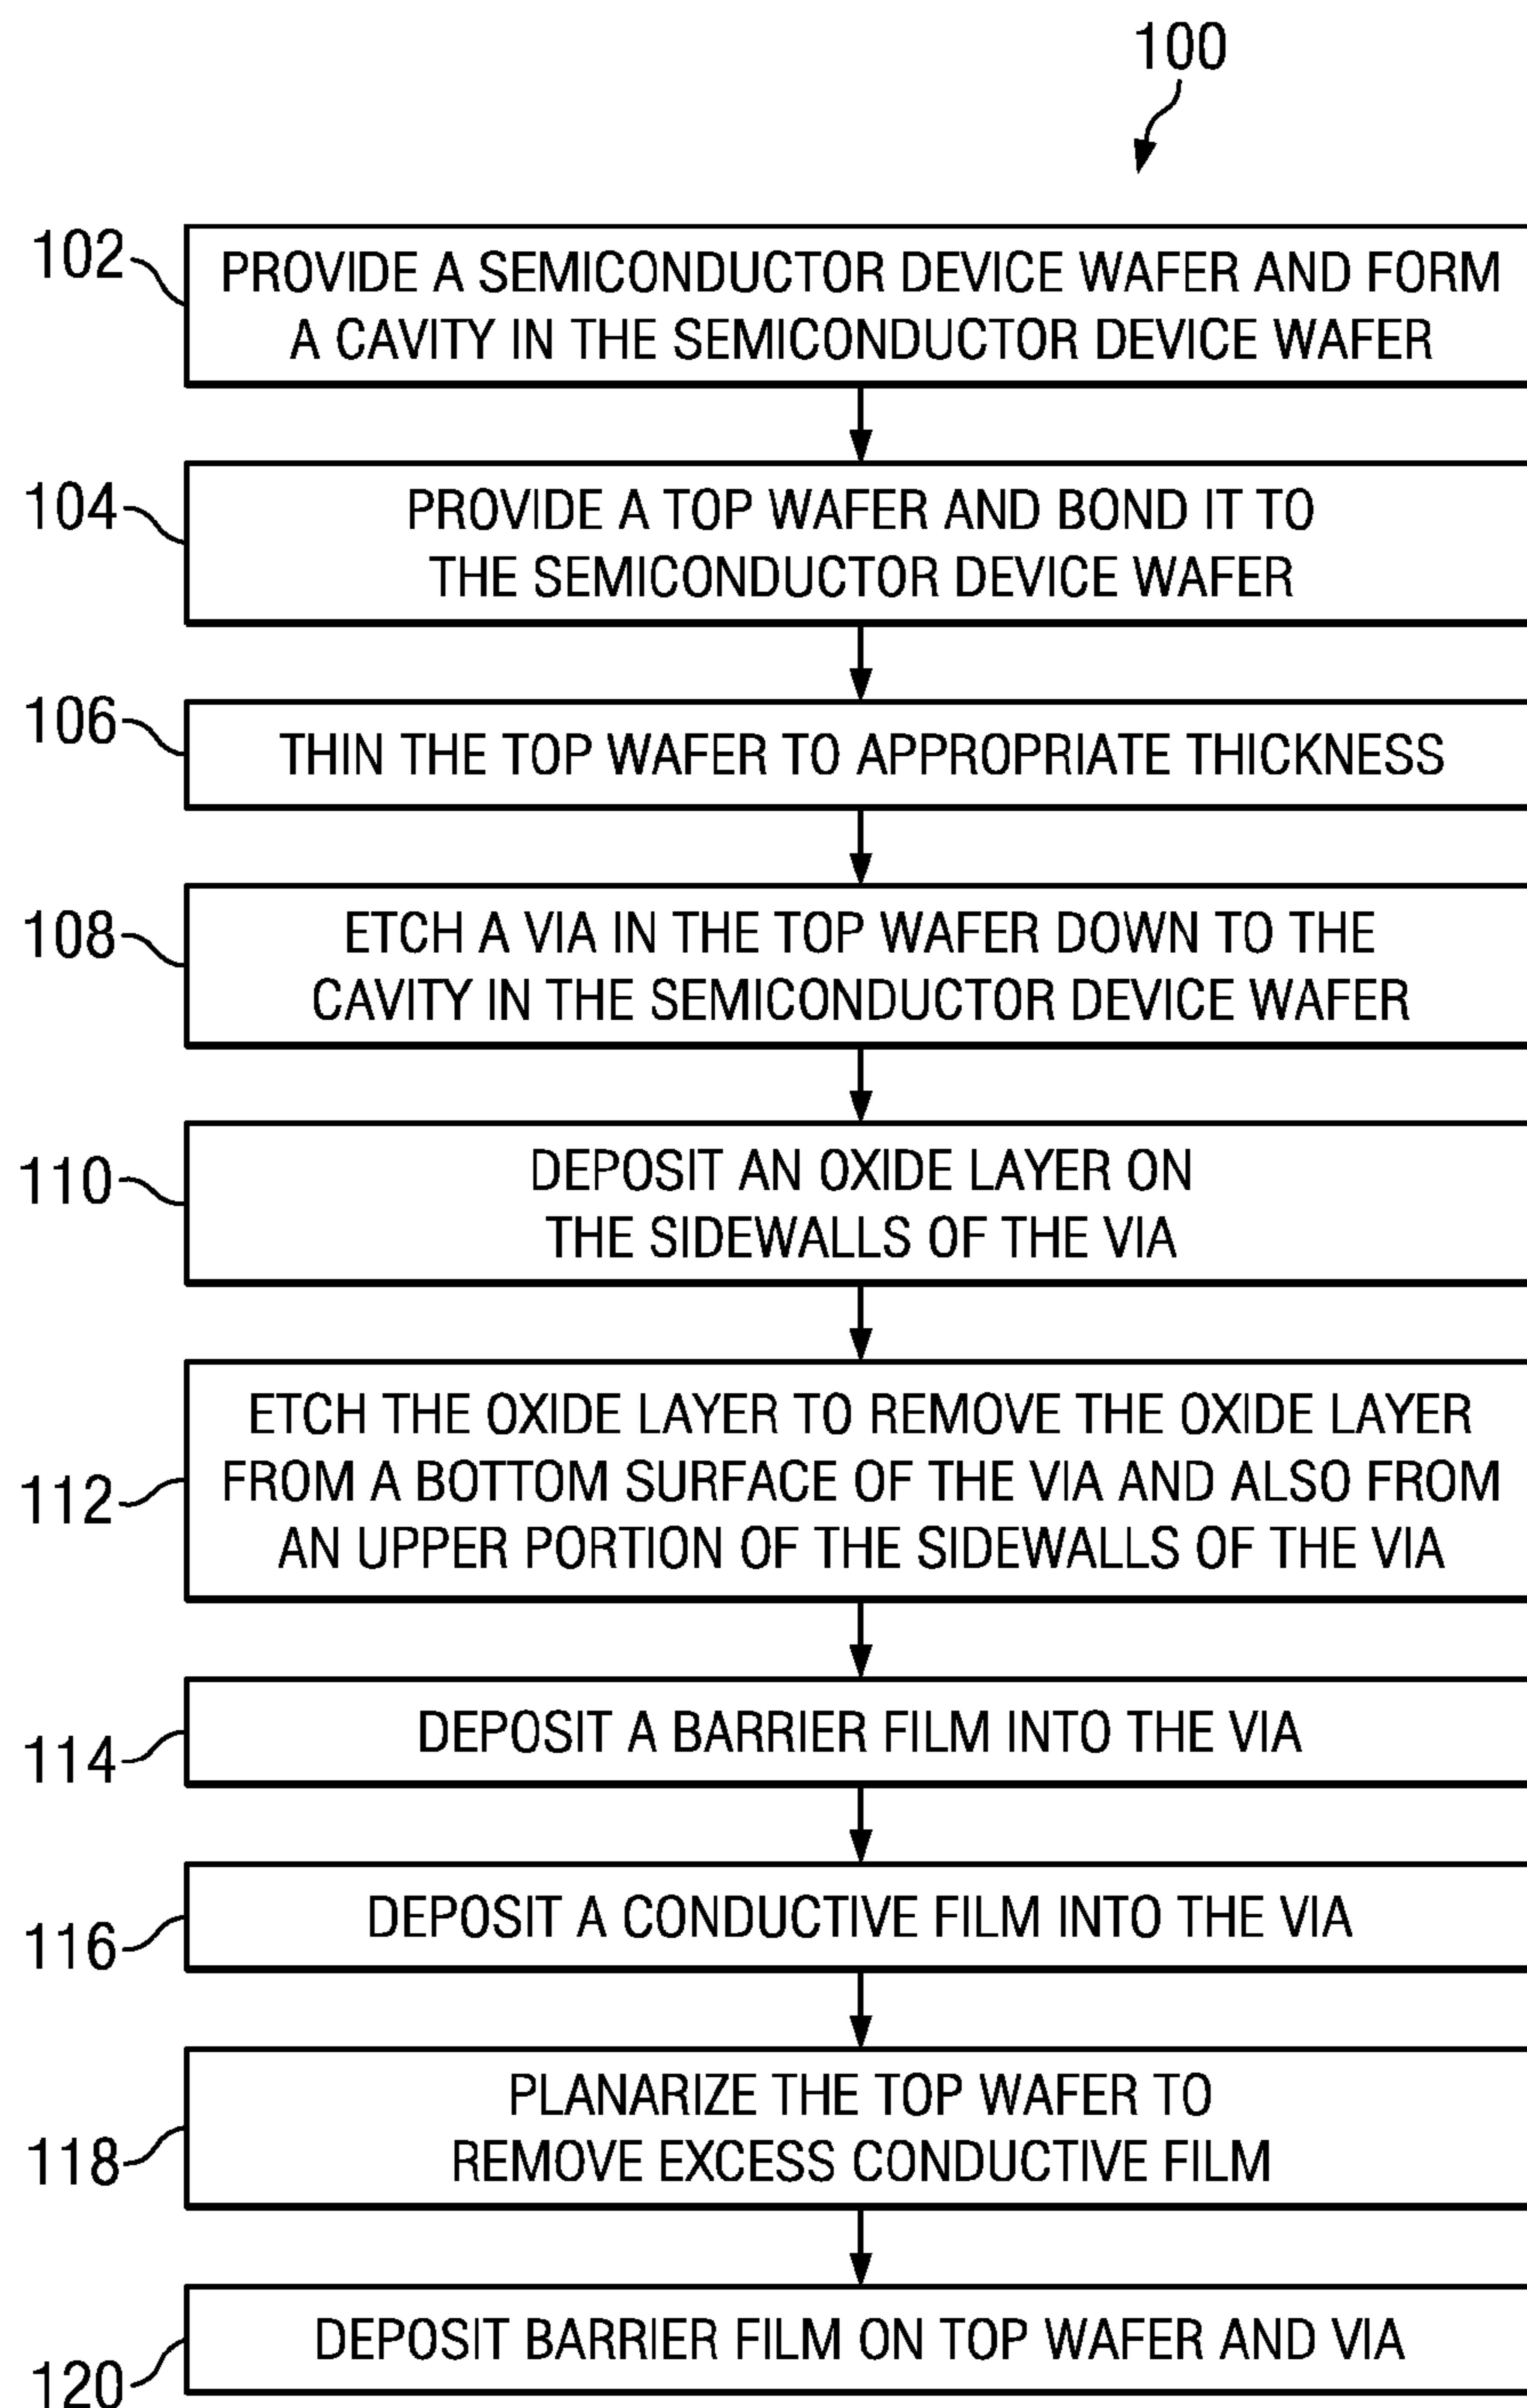 100
102
PROVIDE A SEMICONDUCTOR DEVICE WAFER AND FORM
A CAVITY IN THE SEMICONDUCTOR DEVICE WAFER
104
PROVIDE A TOP WAFER AND BOND IT TO
THE SEMICONDUCTOR DEVICE WAFER
106
THIN THE TOP WAFER TO APPROPRIATE THICKNESS
108
ETCH A VIA IN THE TOP WAFER DOWN TO THE
CAVITY IN THE SEMICONDUCTOR DEVICE WAFER
110
DEPOSIT AN OXIDE LAYER ON
THE SIDEWALLS OF THE VIA
112
ETCH THE OXIDE LAYER TO REMOVE THE OXIDE LAYER
FROM A BOTTOM SURFACE OF THE VIA AND ALSO FROM
AN UPPER PORTION OF THE SIDEWALLS OF THE VIA
114
DEPOSIT A BARRIER FILM INTO THE VIA
116
DEPOSIT A CONDUCTIVE FILM INTO THE VIA
118
PLANARIZE THE TOP WAFER TO
REMOVE EXCESS CONDUCTIVE FILM
120
DEPOSIT BARRIER FILM ON TOP WAFER AND VIA